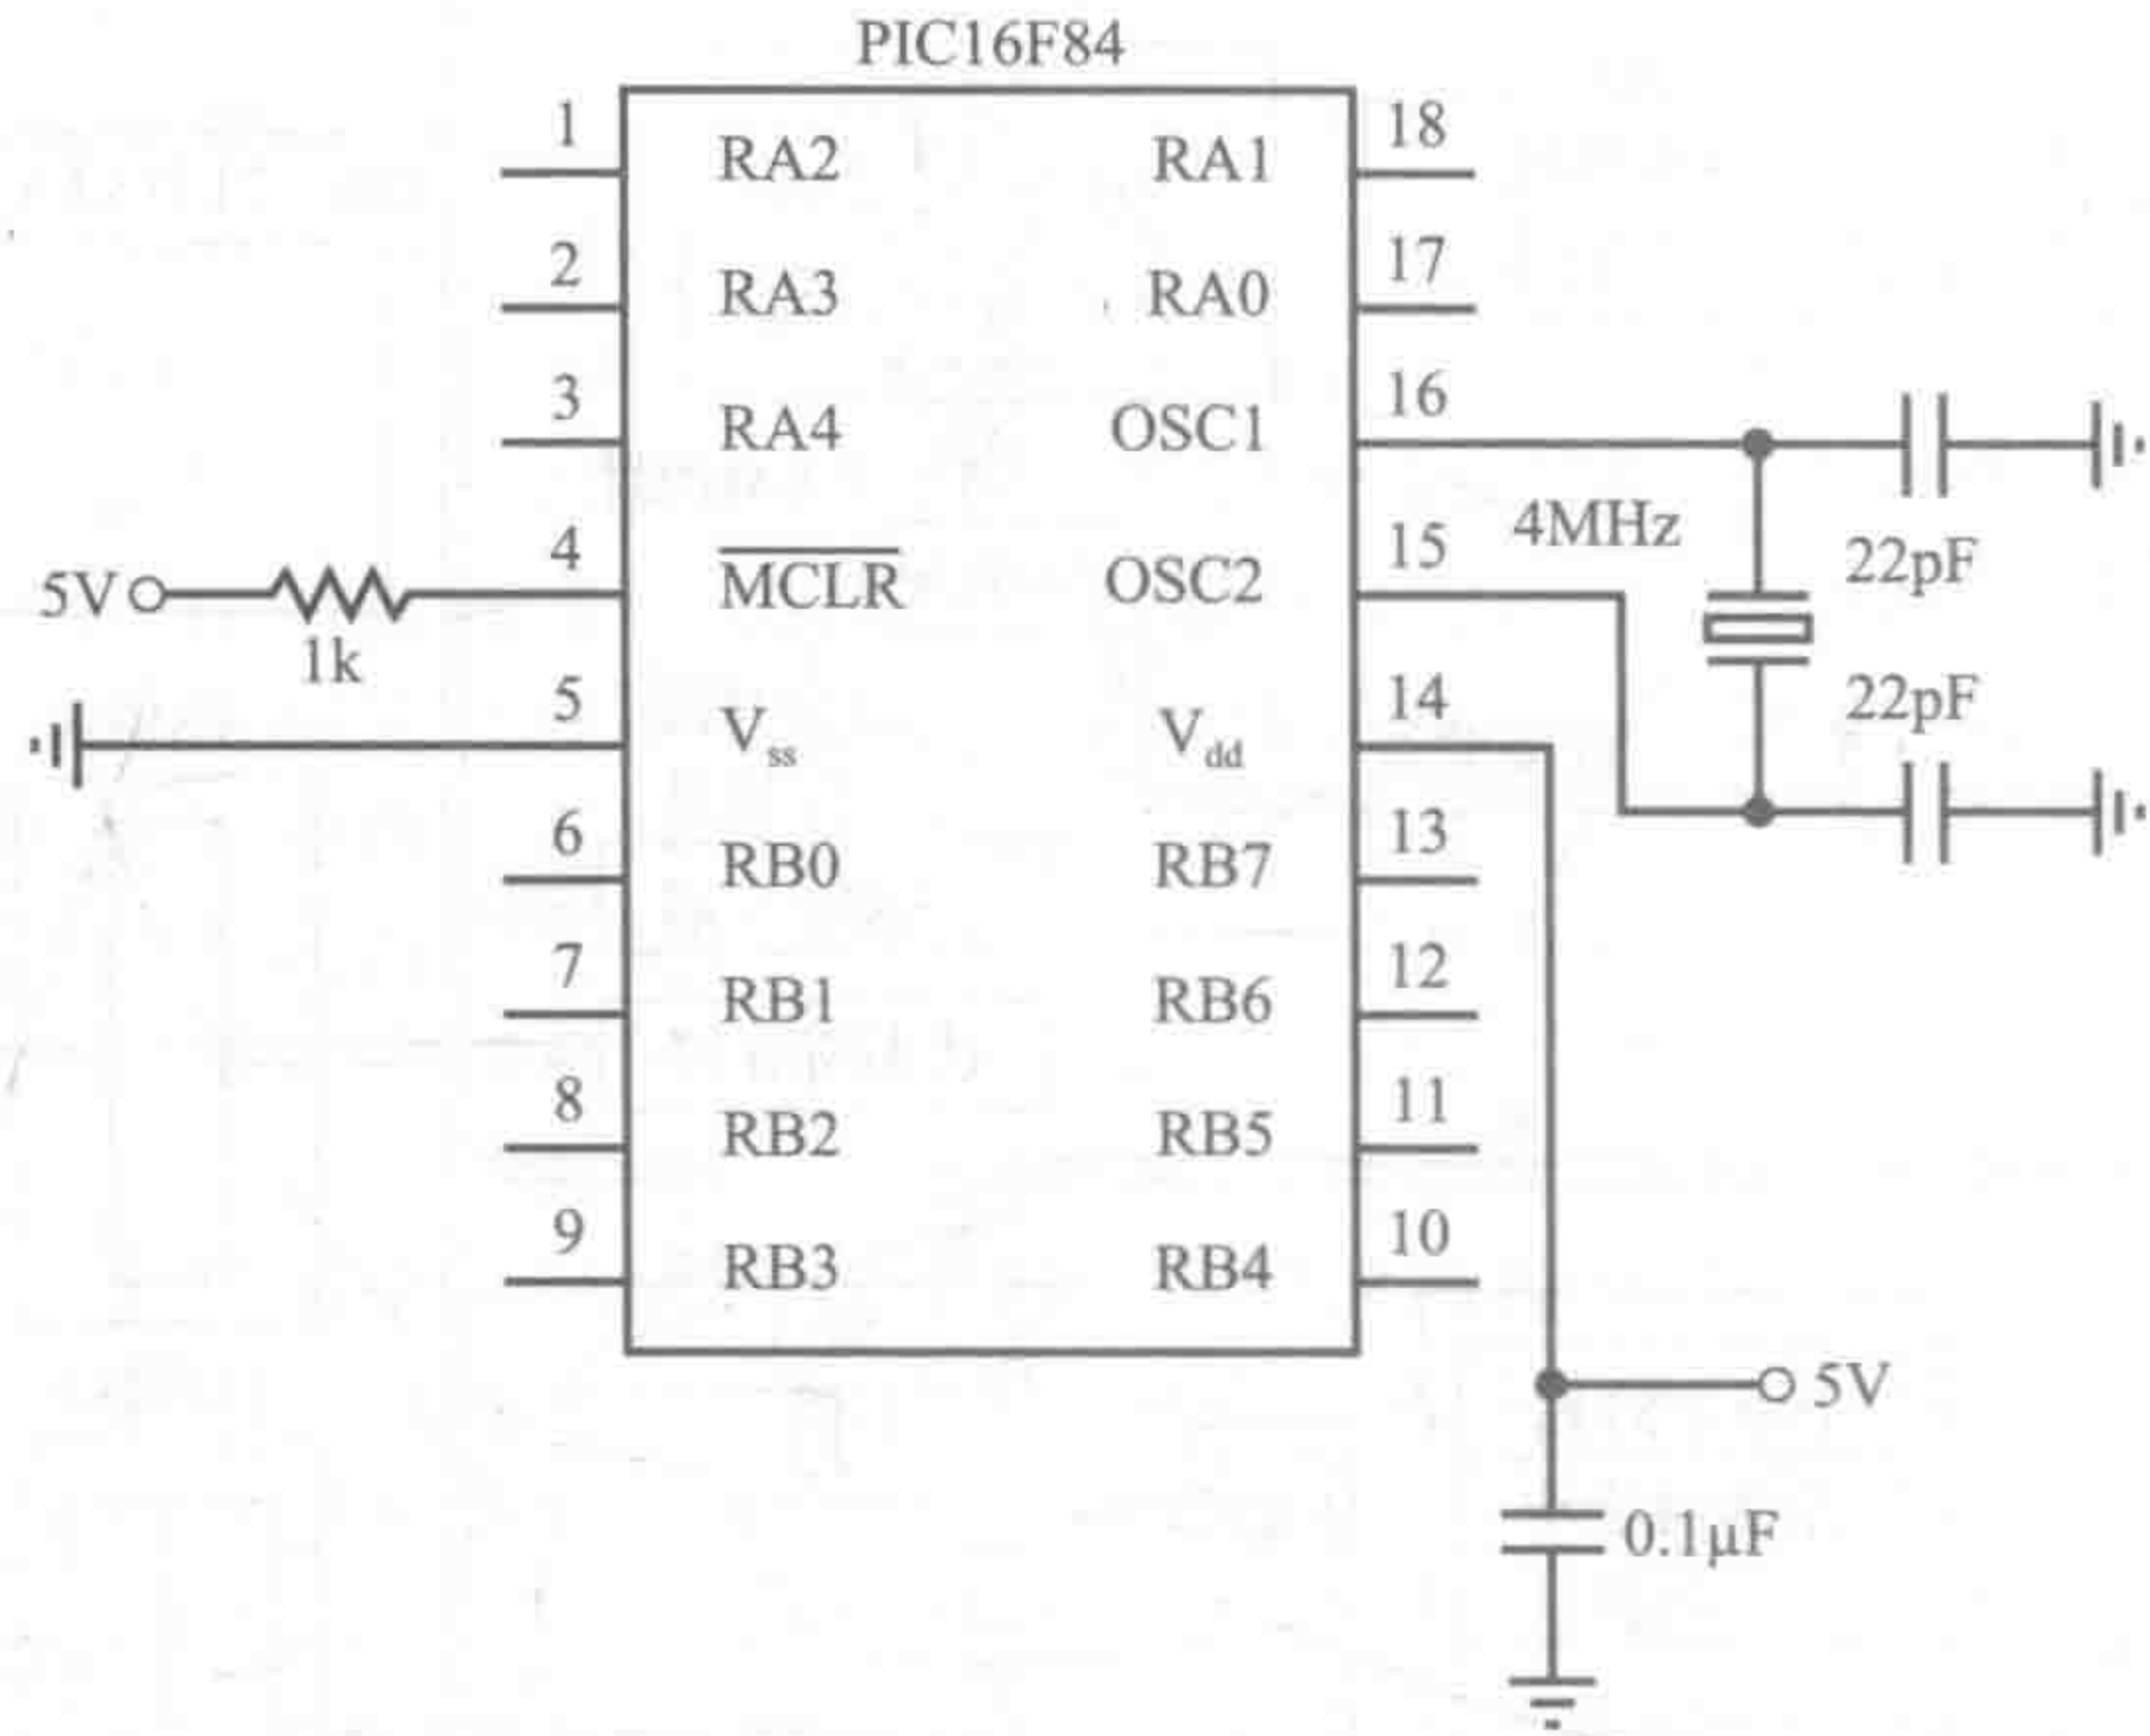 PIC16F84
1 RA2 RA1 18
2 RA3 RA0 17
3 RA4 OSC1 16
4 MCLR OSC2 15 4MHz
5V
1k
22pF
5 Vss Vdd 14 22pF
6 RB0 RB7 13
7 RB1 RB6 12
8 RB2 RB5 11
9 RB3 RB4 10
5V
0.1µF